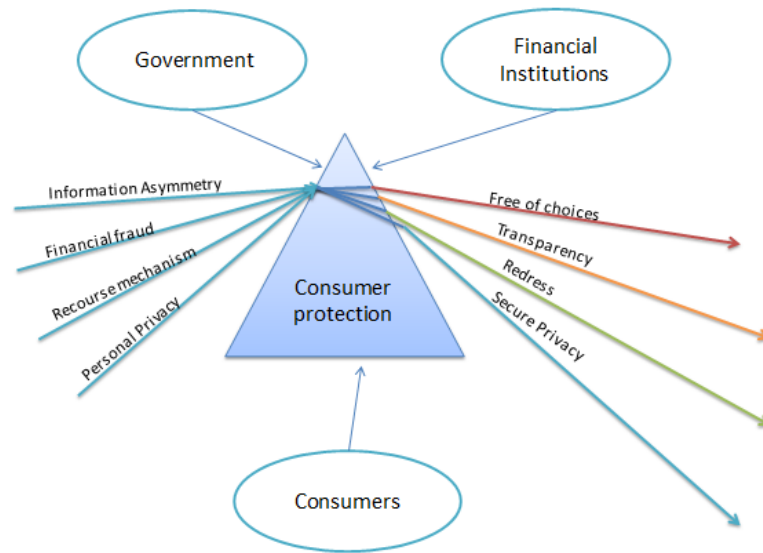 Government
Financial
Institutions
Information Asymmetry
Financial fraud
Recourse mechanism
Personal Privacy
Free of choices
Transparency
Redress
Secure Privacy
Consumer
protection
Consumers